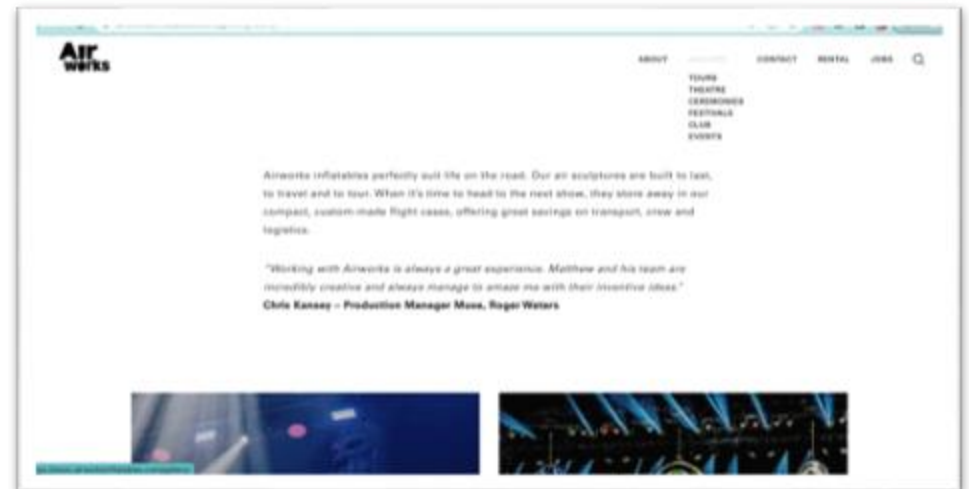 Air
works
ABOUT
CONTACT
RENTAL
JOBS
TOURS
THEATRE
CEREMONIES
FESTIVALS
CLUB
EVENTS
Airworks inflatables perfectly suit life on the road. Our air sculptures are built to last,
to travel and to tour. When it's time to head to the next show, they store away in our
compact, custom-made flight cases, offering great savings on transport, crew and
logistics.
"Working with Airworks is always a great experience. Matthew and his team are
incredibly creative and always manage to amaze me with their inventive ideas."
Chris Kansey – Production Manager Muse, Roger Waters